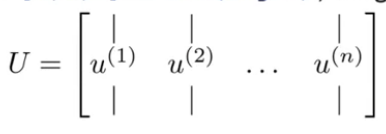 U = [ | | | ]
[ u^(1) u^(2) ... u^(n) ]
[ | | | ]